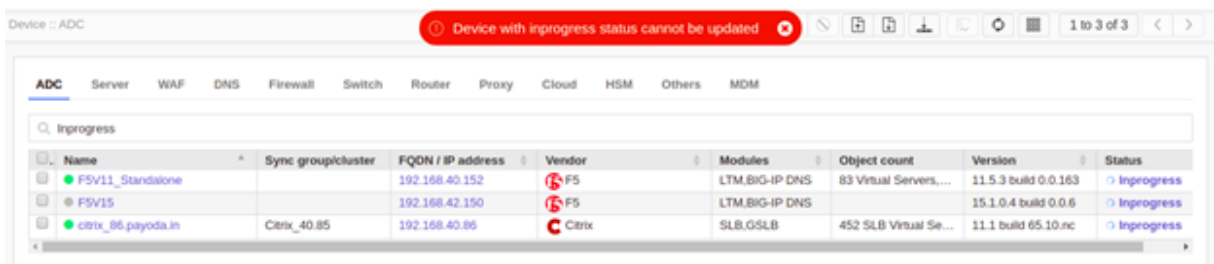 Device :: ADC
Device with inprogress status cannot be updated
1 to 3 of 3
ADC Server WAF DNS Firewall Switch Router Proxy Cloud HSM Others MDM
Inprogress
Name Sync group/cluster FQDN / IP address Vendor Modules Object count Version Status
F5V11_Standalone 192.168.40.152 F5 LTM,BIG-IP DNS 83 Virtual Servers,... 11.5.3 build 0.0.163 Inprogress
F5V15 192.168.42.150 F5 LTM,BIG-IP DNS 15.1.0.4 build 0.0.6 Inprogress
citrix_86.payoda.in Citrix_40.85 192.168.40.86 Citrix SLB,GSLB 452 SLB Virtual Se... 11.1 build 65.10.nc Inprogress